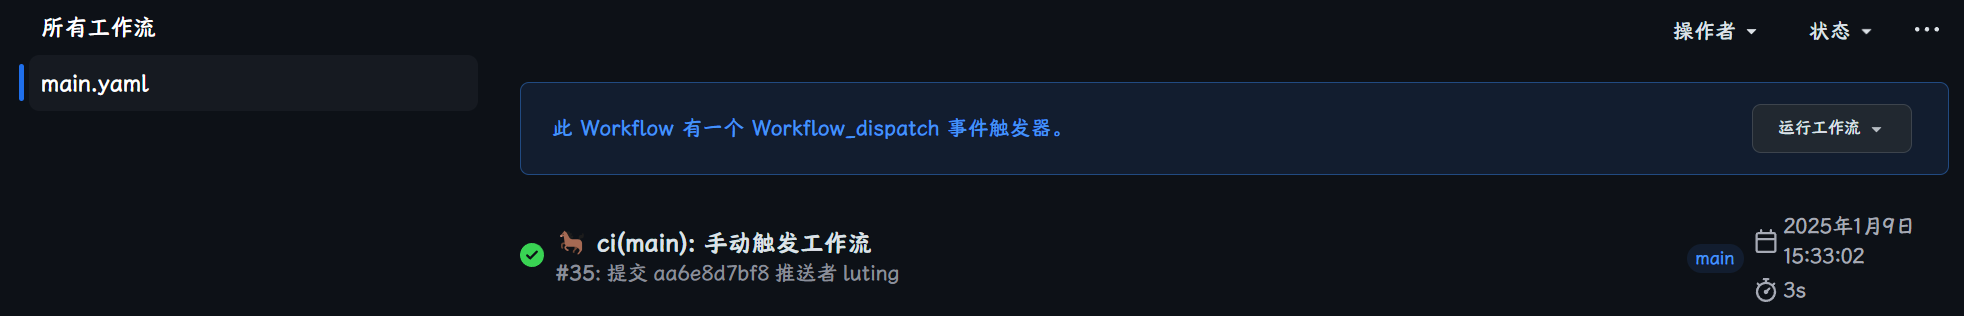 所有工作流
main.yaml
操作者
状态
此 Workflow 有一个 Workflow_dispatch 事件触发器。
运行工作流
ci(main): 手动触发工作流
#35: 提交 aa6e8d7bf8 推送者 luting
main
2025年1月9日
15:33:02
3s